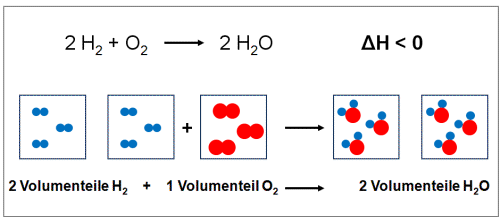 2 H₂ + O₂ ⟶ 2 H₂O ΔH < 0
+ ⟶
2 Volumenteile H₂ + 1 Volumenteil O₂ ⟶ 2 Volumenteile H₂O